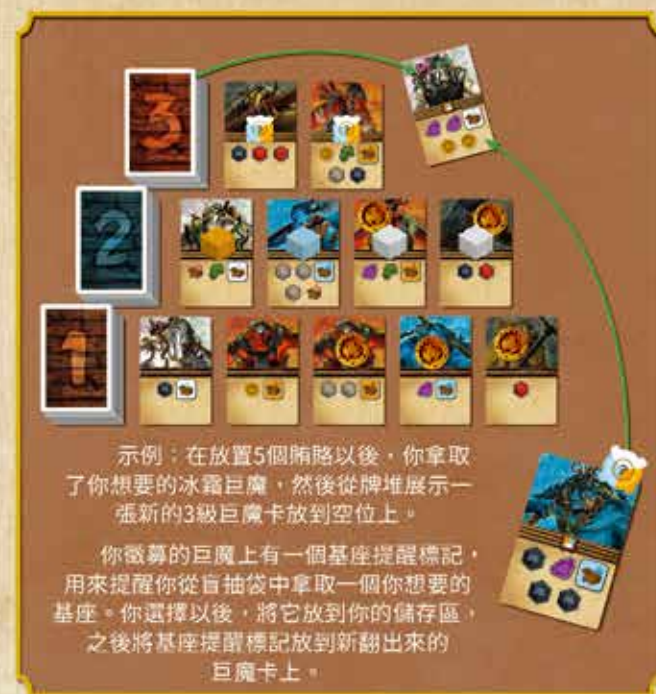 3
2
1
示例：在放置5個賄賂以後，你拿取
了你想要的冰霜巨魔，然後從牌堆展示一
張新的3級巨魔卡放到空位上。
你徵募的巨魔上有一個基座提醒標記，
用來提醒你從盲抽袋中拿取一個你想要的
基座。你選擇以後，將它放到你的儲存區，
之後將基座提醒標記放到新翻出來的
巨魔卡上。